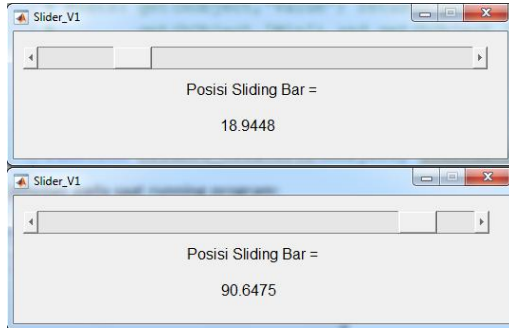 Slider_V1
Posisi Sliding Bar =
18.9448
Slider_V1
Posisi Sliding Bar =
90.6475